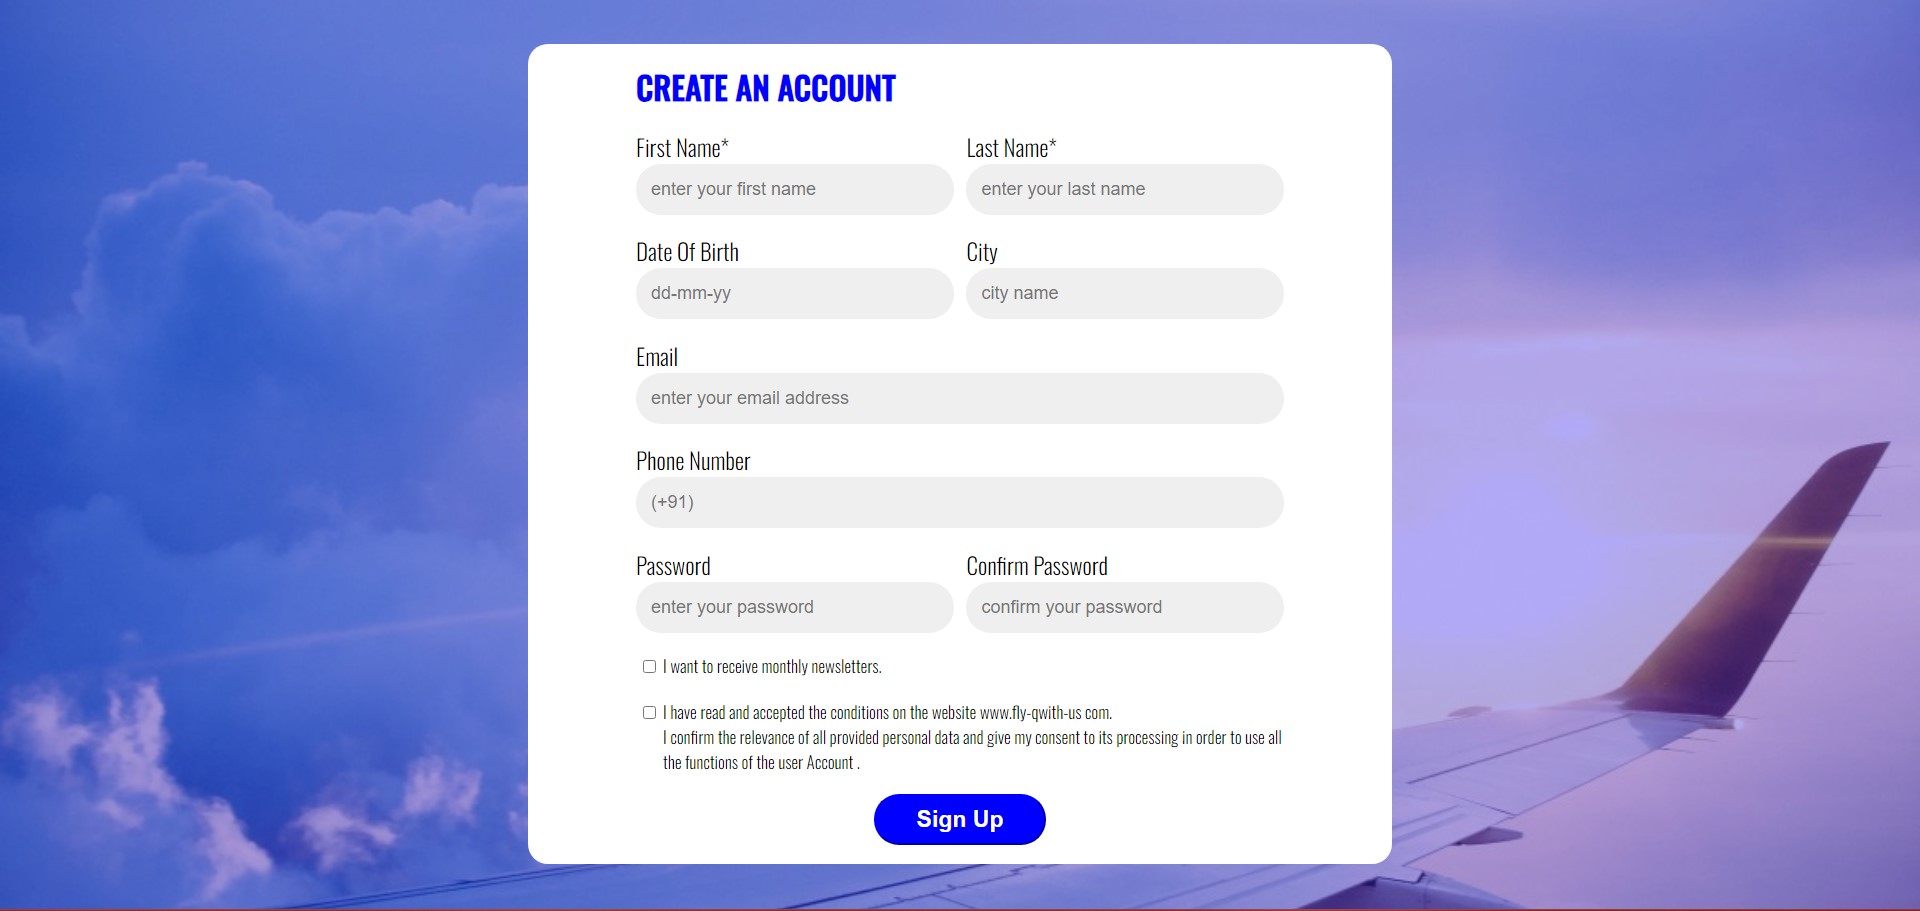 CREATE AN ACCOUNT
First Name* Last Name*
enter your first name enter your last name
Date Of Birth City
dd-mm-yy city name
Email
enter your email address
Phone Number
(+91)
Password Confirm Password
enter your password confirm your password
I want to receive monthly newsletters.
I have read and accepted the conditions on the website www.fly-qwith-us com.
I confirm the relevance of all provided personal data and give my consent to its processing in order to use all
the functions of the user Account .
Sign Up